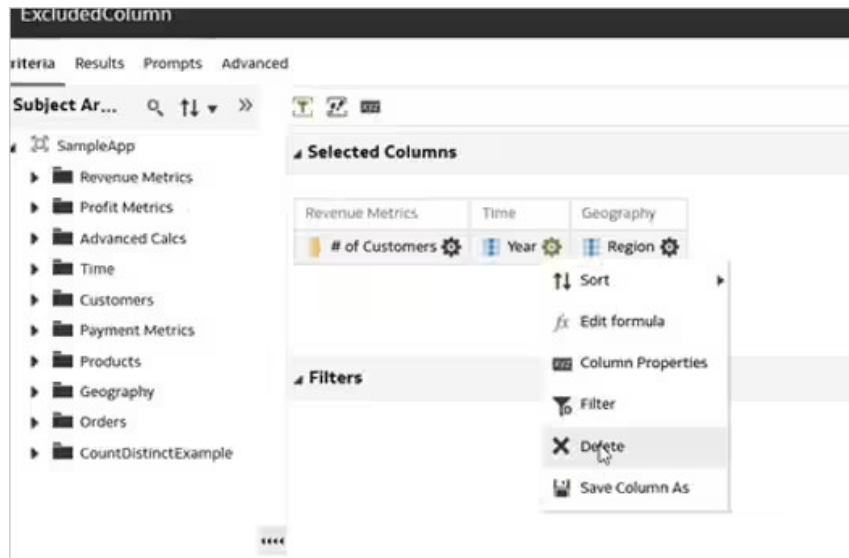 ExcludedColumn
riteria Results Prompts Advanced
Subject Ar...
SampleApp
Revenue Metrics
Profit Metrics
Advanced Calcs
Time
Customers
Payment Metrics
Products
Geography
Orders
CountDistinctExample
Selected Columns
Revenue Metrics Time Geography
# of Customers Year Region
Sort
fx Edit formula
xyz Column Properties
Filter
Delete
Save Column As
Filters